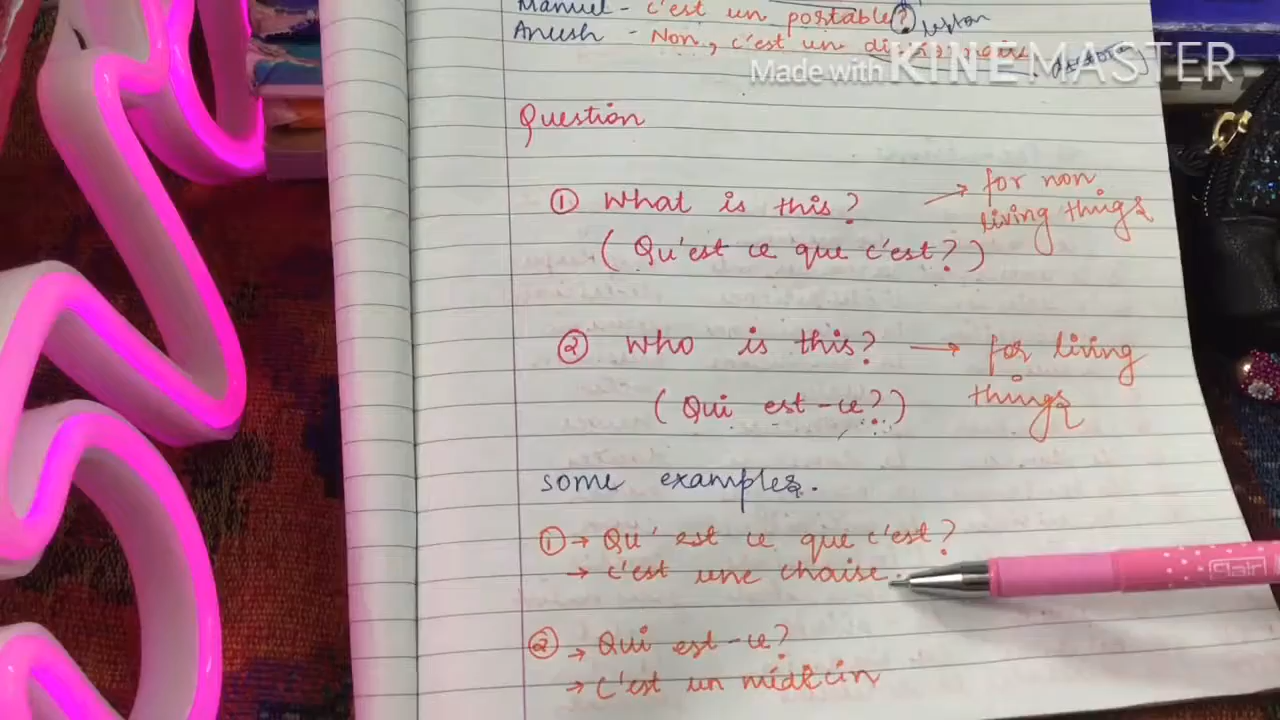 Manuel - c'est un portable?
Anush - Non, c'est un
Made with KINEMASTER
Question
① What is this? → for non living things
(Qu'est ce que c'est?)
② Who is this? → for living things
(Qui est-ce?)
some examples.
① → Qu'est ce que c'est?
→ c'est une chaise.
② → Qui est-ce?
→ C'est un médecin
Flair